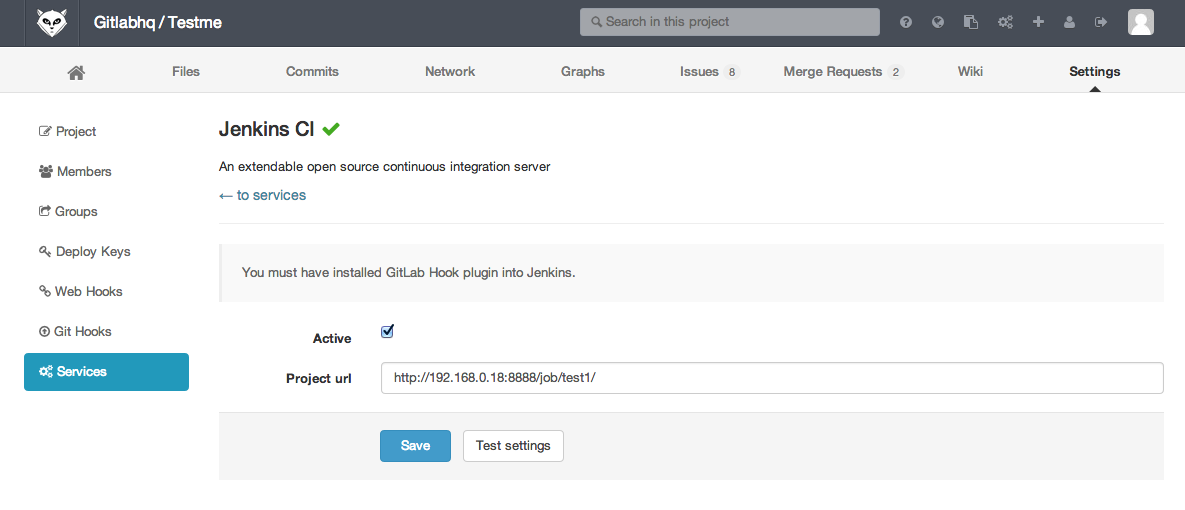 Gitlabhq / Testme
Search in this project
Files
Commits
Network
Graphs
Issues 8
Merge Requests 2
Wiki
Settings
Project
Members
Groups
Deploy Keys
Web Hooks
Git Hooks
Services
Jenkins CI
An extendable open source continuous integration server
← to services
You must have installed GitLab Hook plugin into Jenkins.
Active
Project url
http://192.168.0.18:8888/job/test1/
Save
Test settings